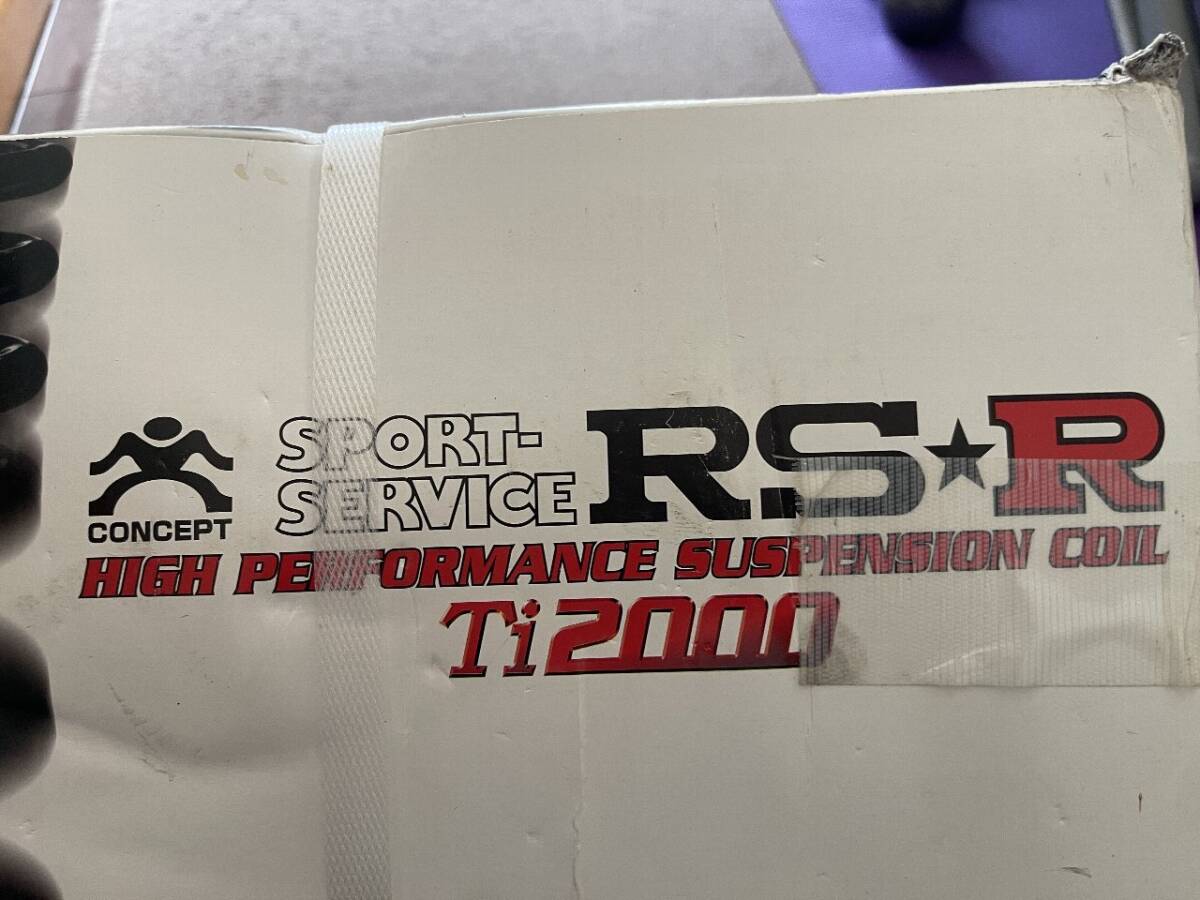 CONCEPT
SPORT-
SERVICE
RS★R
HIGH PERFORMANCE SUSPENSION COIL
Ti2000